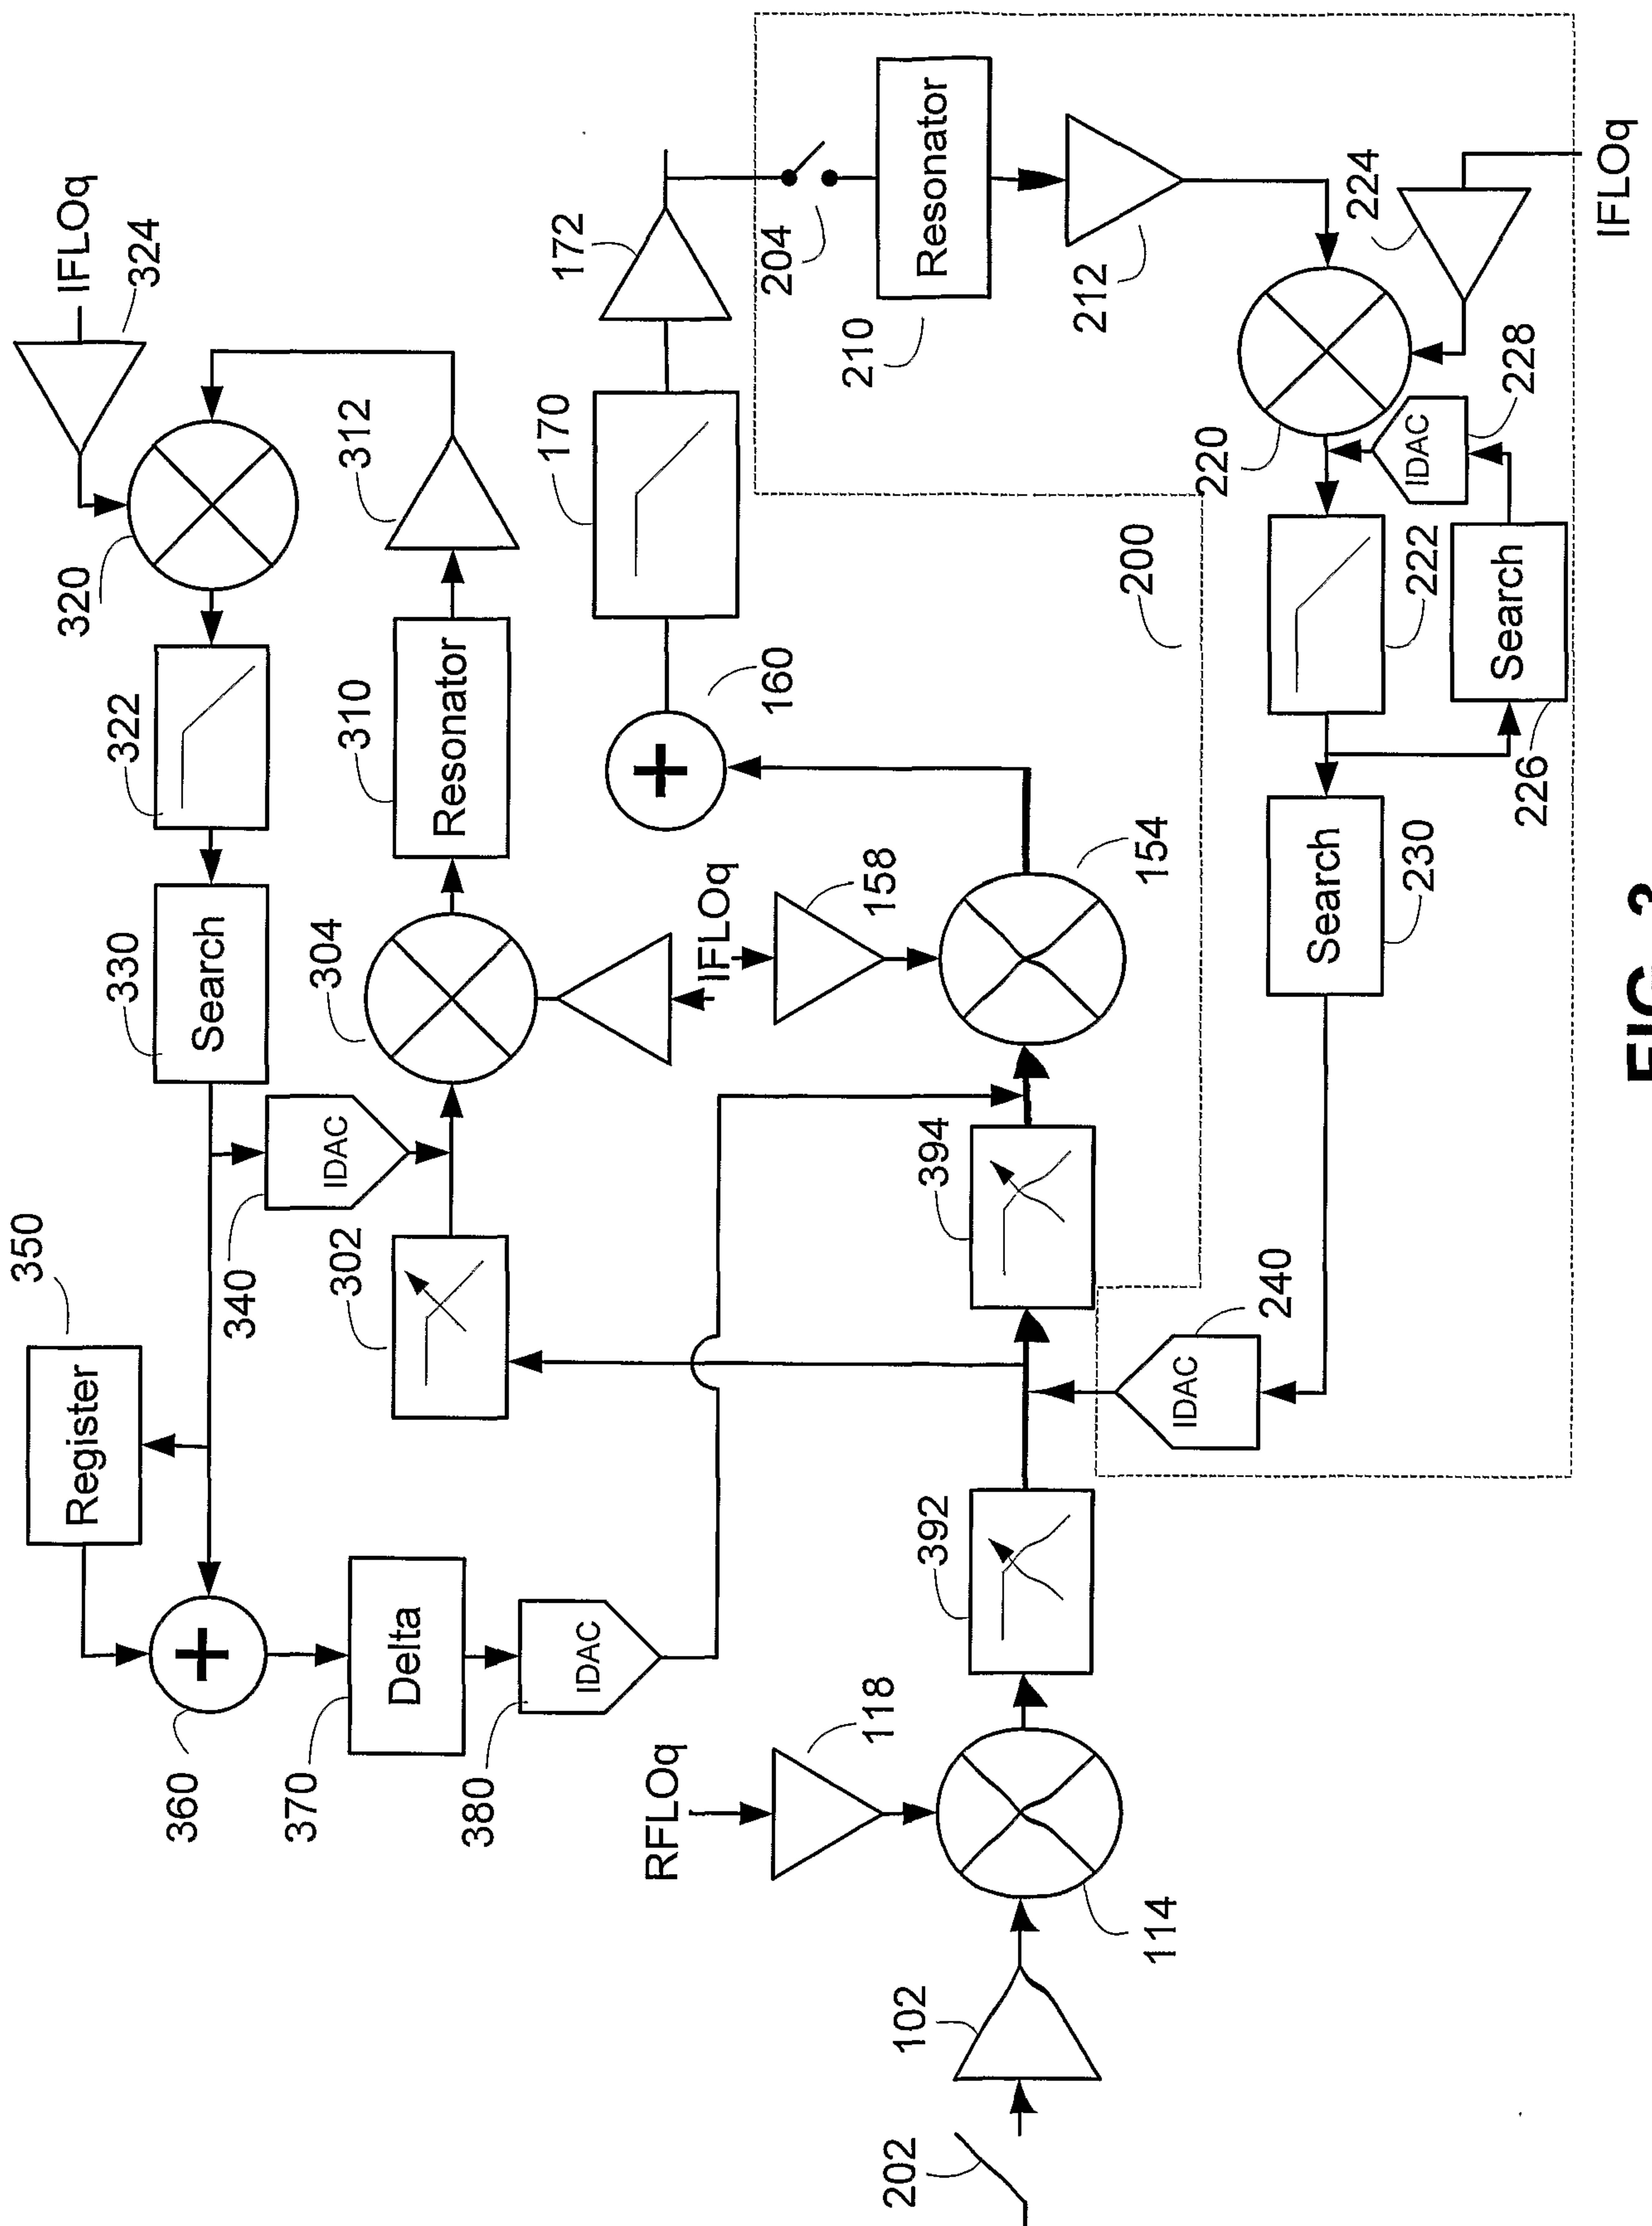 350
Register
360
370
Delta
380
IDAC
340
IDAC
330
Search
322
320
IFLOq
324
302
304
310
Resonator
312
IFLOq
158
154
160
170
172
204
210
Resonator
212
224
IFLOq
220
228
IDAC
222
226
Search
230
Search
240
IDAC
200
394
392
RFLOq
118
114
102
202
FIG. 3